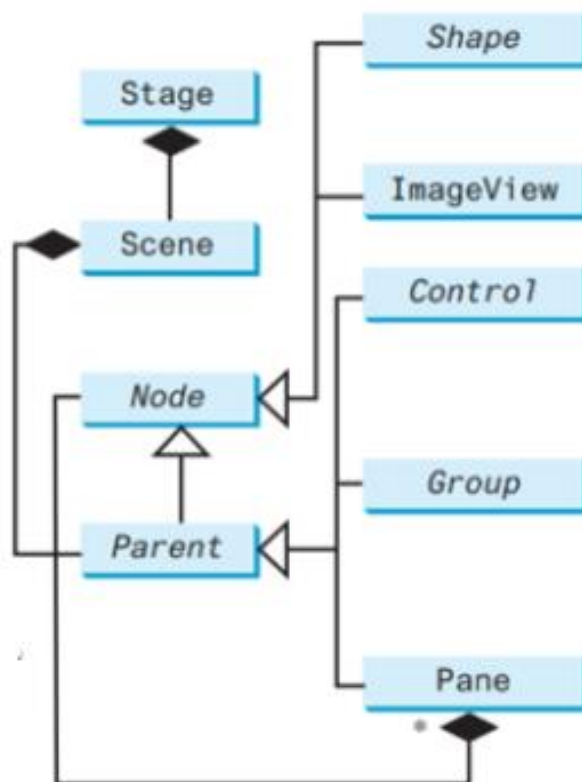 Shape
Stage
ImageView
Scene
Control
Node
Group
Parent
Pane
*